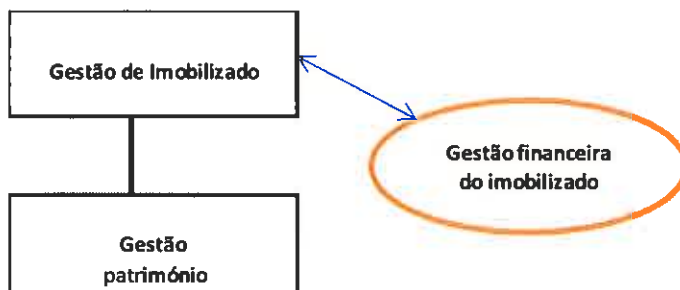 Gestão de Imobilizado
Gestão financeira
do imobilizado
Gestão
património